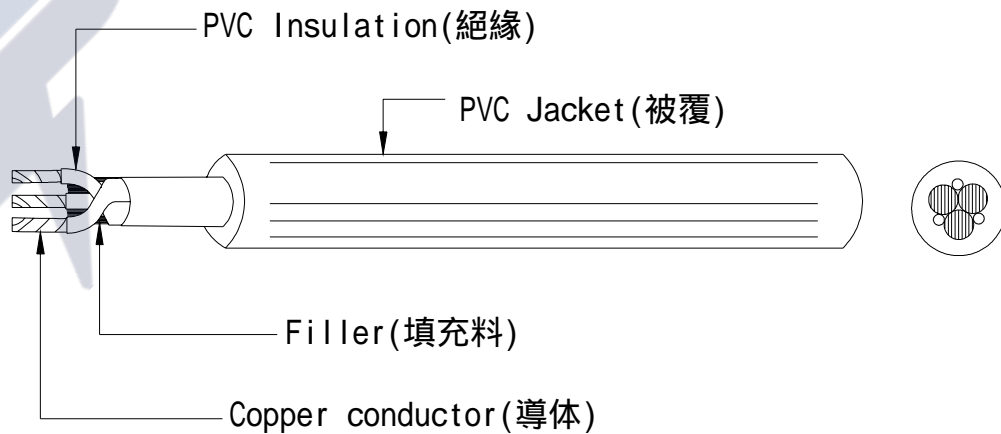 PVC Insulation(絕緣)
PVC Jacket(被覆)
Filler(填充料)
Copper conductor(導体)